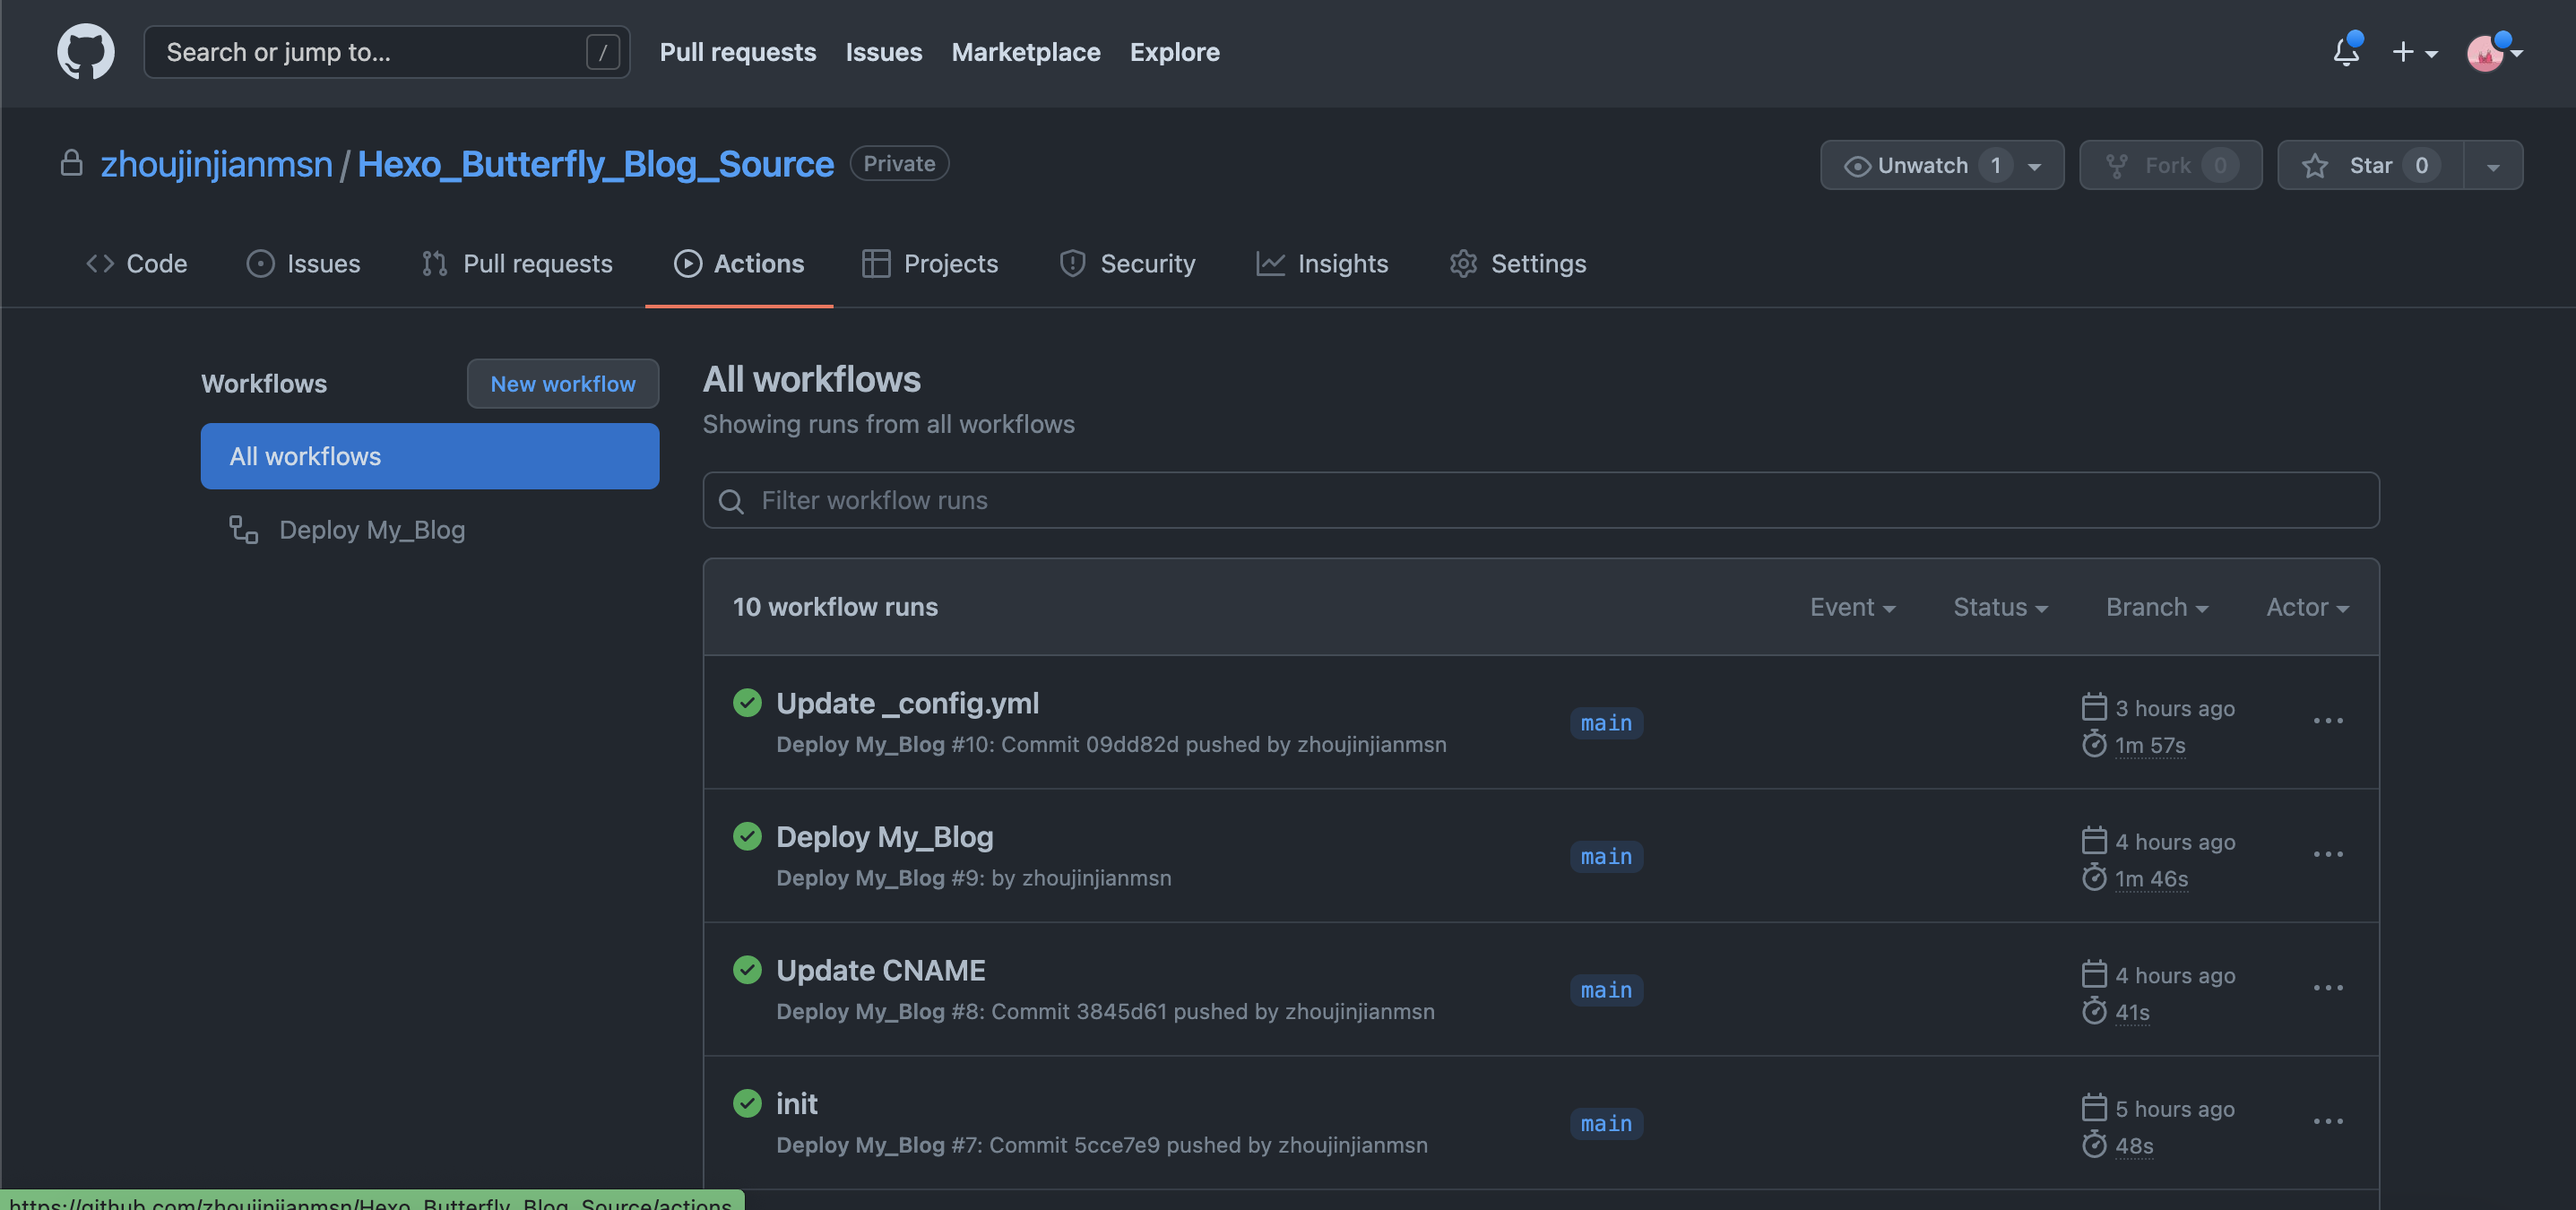 Search or jump to... /
Pull requests Issues Marketplace Explore
zhoujinjianmsn / Hexo_Butterfly_Blog_Source Private
Unwatch 1 Fork 0 Star 0
Code Issues Pull requests Actions Projects Security Insights Settings
Workflows New workflow
All workflows
Deploy My_Blog
All workflows
Showing runs from all workflows
Filter workflow runs
10 workflow runs Event Status Branch Actor
Update _config.yml
Deploy My_Blog #10: Commit 09dd82d pushed by zhoujinjianmsn
main
3 hours ago
1m 57s
Deploy My_Blog
Deploy My_Blog #9: by zhoujinjianmsn
main
4 hours ago
1m 46s
Update CNAME
Deploy My_Blog #8: Commit 3845d61 pushed by zhoujinjianmsn
main
4 hours ago
41s
init
Deploy My_Blog #7: Commit 5cce7e9 pushed by zhoujinjianmsn
main
5 hours ago
48s
https://github.com/zhoujinjianmsn/Hexo_Butterfly_Blog_Source/actions